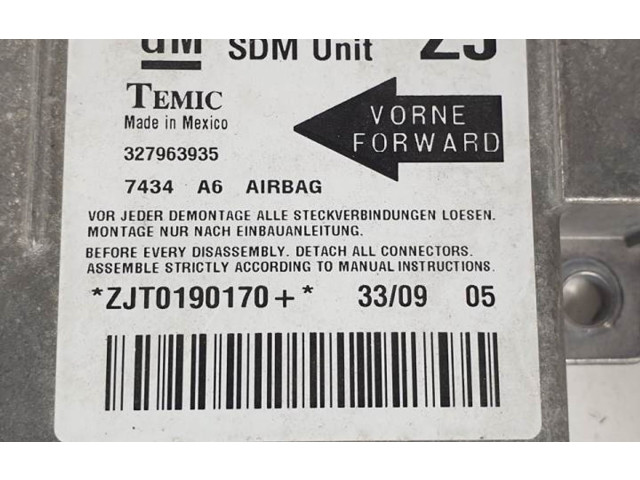 GM
SDM Unit ZJ
TEMIC
Made in Mexico
VORNE
FORWARD
327963935
7434 A6 AIRBAG
VOR JEDER DEMONTAGE ALLE STECKVERBINDUNGEN LOESEN.
MONTAGE NUR NACH EINBAUANLEITUNG.
BEFORE EVERY DISASSEMBLY. DETACH ALL CONNECTORS.
ASSEMBLE STRICTLY ACCORDING TO MANUAL INSTRUMENTS.
*ZJT0190170+* 33/09 05